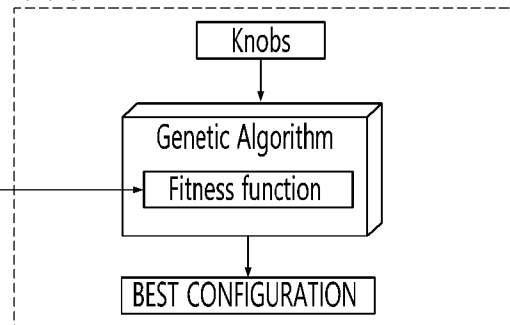 Knobs
Genetic Algorithm
Fitness function
BEST CONFIGURATION